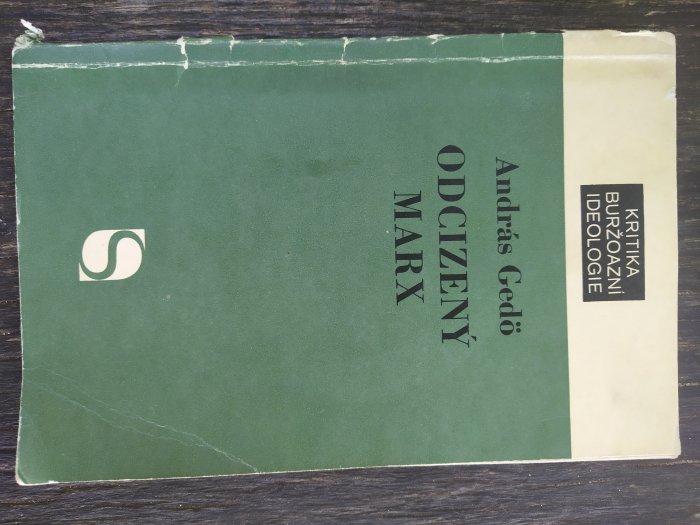 KRITIKA
BURŽOAZNÍ
IDEOLOGIE
András Gedö
ODCIZENÝ
MARX
S